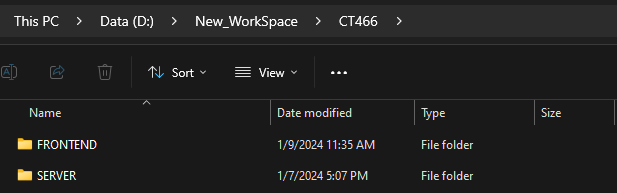 This PC > Data (D:) > New_WorkSpace > CT466 >
Sort View ...
Name Date modified Type Size
FRONTEND 1/9/2024 11:35 AM File folder
SERVER 1/7/2024 5:07 PM File folder